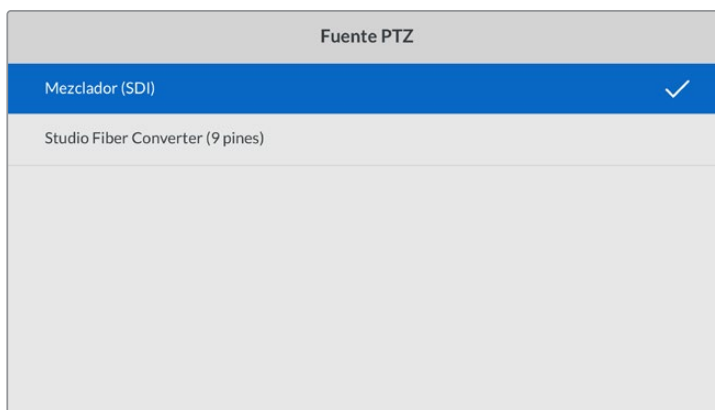 Fuente PTZ
Mezclador (SDI)
Studio Fiber Converter (9 pines)